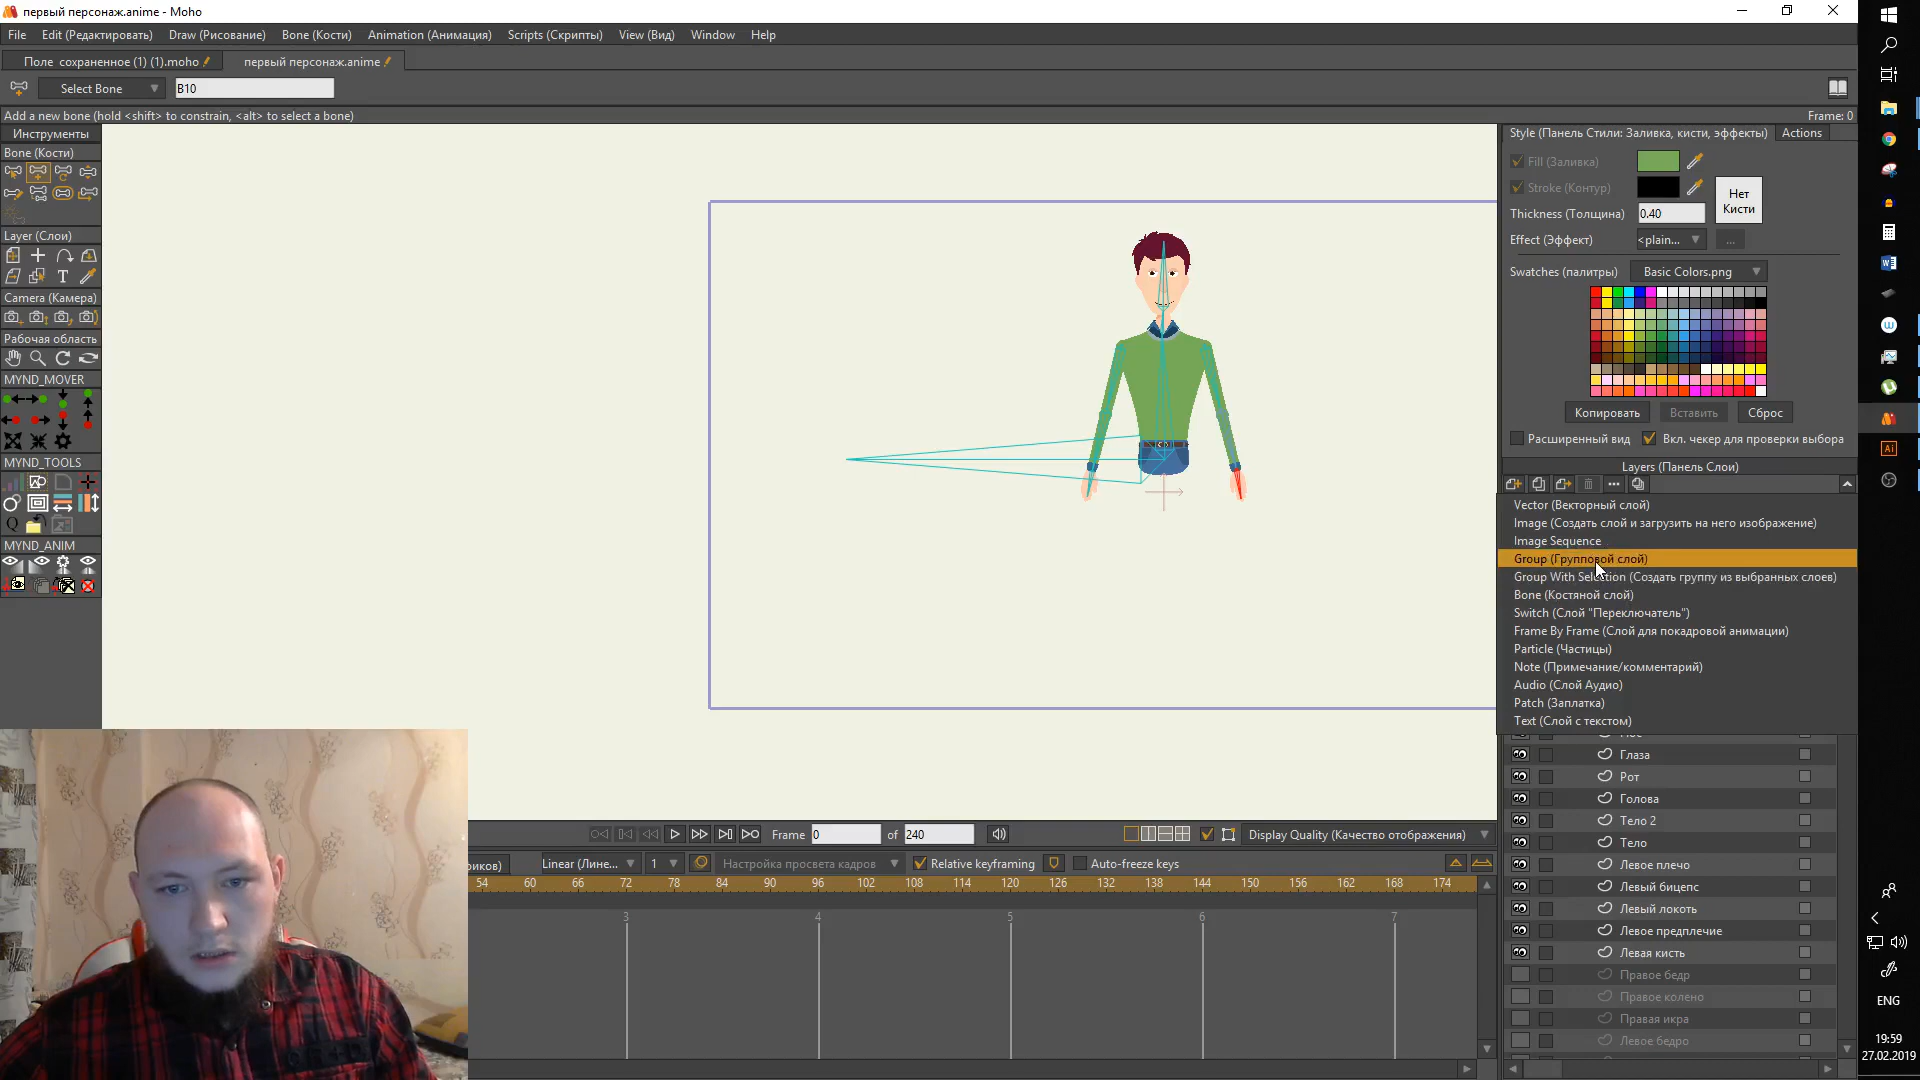 первый персонаж.anime - Moho
File Edit (Редактировать) Draw (Рисование) Bone (Кости) Animation (Анимация) Scripts (Скрипты) View (Вид) Window Help
Поле сохраненное (1) (1).moho первый персонаж.anime
Select Bone B10
Add a new bone (hold <shift> to constrain, <alt> to select a bone) Frame: 0
Инструменты
Bone (Кости)
Layer (Слои)
T
Camera (Камера)
Рабочая область
MYND_MOVER
MYND_TOOLS
Q
MYND_ANIM
Style (Панель Стили: Заливка, кисти, эффекты) Actions
Fill (Заливка)
Stroke (Контур)
Нет
Кисти
Thickness (Толщина) 0.40
Effect (Эффект) <plain... ...
Swatches (палитры) Basic Colors.png
Копировать Вставить Сброс
Расширенный вид Вкл. чекер для проверки выбора
Layers (Панель Слои)
Vector (Векторный слой)
Image (Создать слой и загрузить на него изображение)
Image Sequence
Group (Групповой слой)
Group With Selection (Создать группу из выбранных слоев)
Bone (Костяной слой)
Switch (Слой "Переключатель")
Frame By Frame (Слой для покадровой анимации)
Particle (Частицы)
Note (Примечание/комментарий)
Audio (Слой Аудио)
Patch (Заплатка)
Text (Слой с текстом)
Глаза
Рот
Голова
Тело 2
Тело
Левое плечо
Левый бицепс
Левый локоть
Левое предплечие
Левая кисть
Правое бедр
Правое колено
Правая икра
Левое бедро
Frame 0 of 240 Display Quality (Качество отображения)
риков) Linear (Лине... 1 Настройка просвета кадров Relative keyframing Auto-freeze keys
54 60 66 72 78 84 90 96 102 108 114 120 126 132 138 144 150 156 162 168 174
3 4 5 6 7
W
Ai
ENG
19:59
27.02.2019